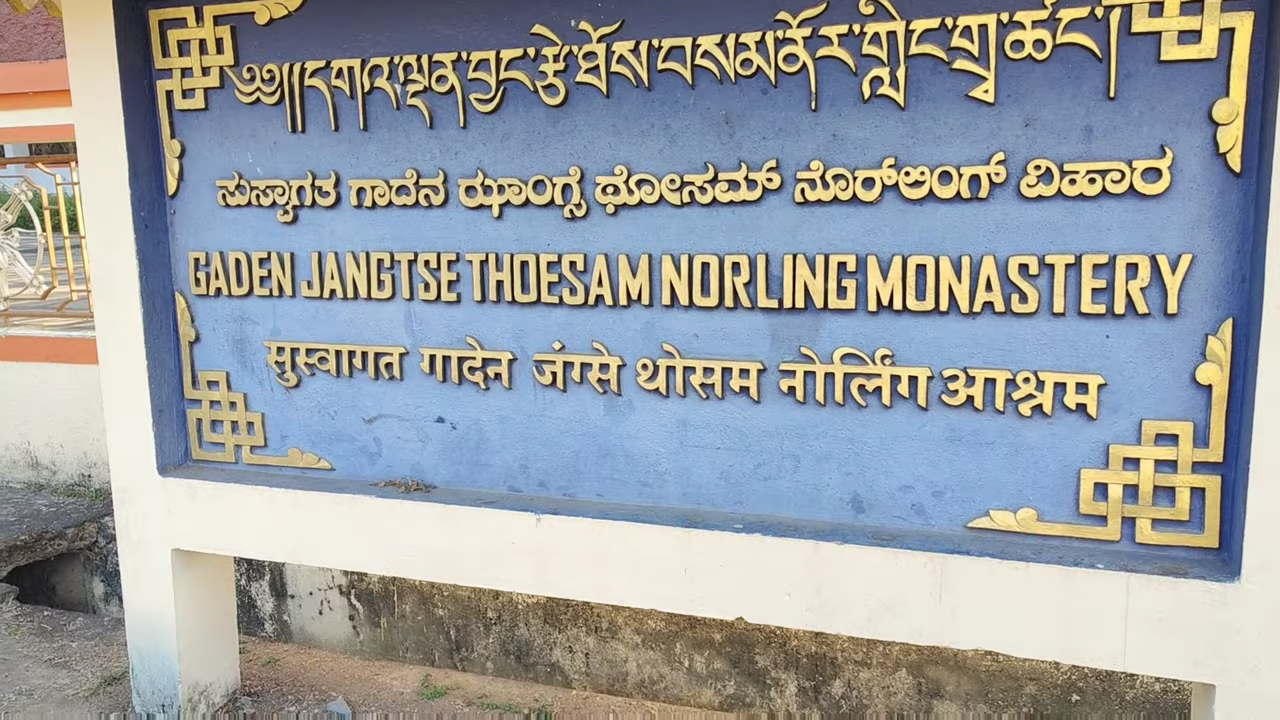 ༄༅།།དགའ་ལྡན་བྱང་རྩེ་ཐོས་བསམ་ནོར་གླིང་གྲྭ་ཚང་།
ಸುಸ್ವಾಗತ ಗಾದೆನ ಝಾಂಗ್ಸೆ ಥೋಸಮ್ ನೊರ್‌ಲಿಂಗ್ ವಿಹಾರ
GADEN JANGTSE THOESAM NORLING MONASTERY
सुस्वागत गादेन जंग्से थोसम नोर्लिंग आश्रम